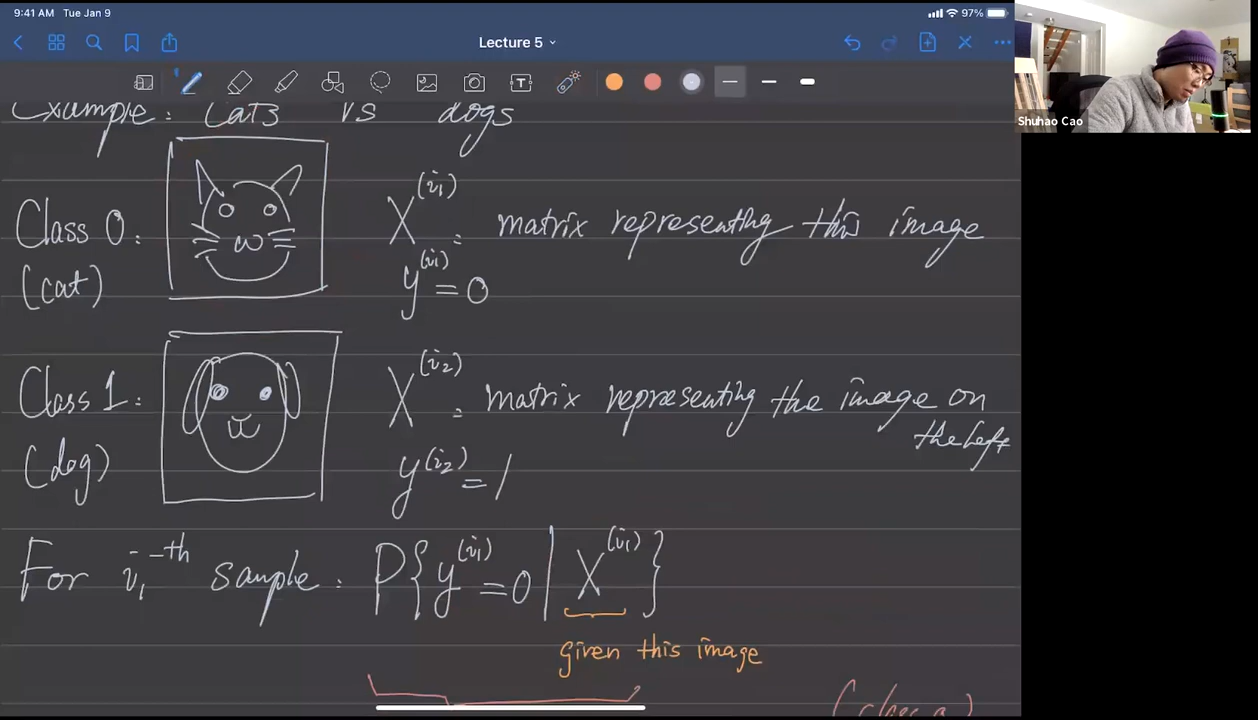 9:41 AM Tue Jan 9
97%
Lecture 5
Shuhao Cao
Example: Cats vs dogs
Class 0:
(cat)
X^(i₁): matrix representing this image
y^(i₁) = 0
Class 1:
(dog)
X^(i₂): matrix representing the image on
the left
y^(i₂) = 1
For i₁-th sample: P{y^(i₁) = 0 | X^(i₁)}
given this image